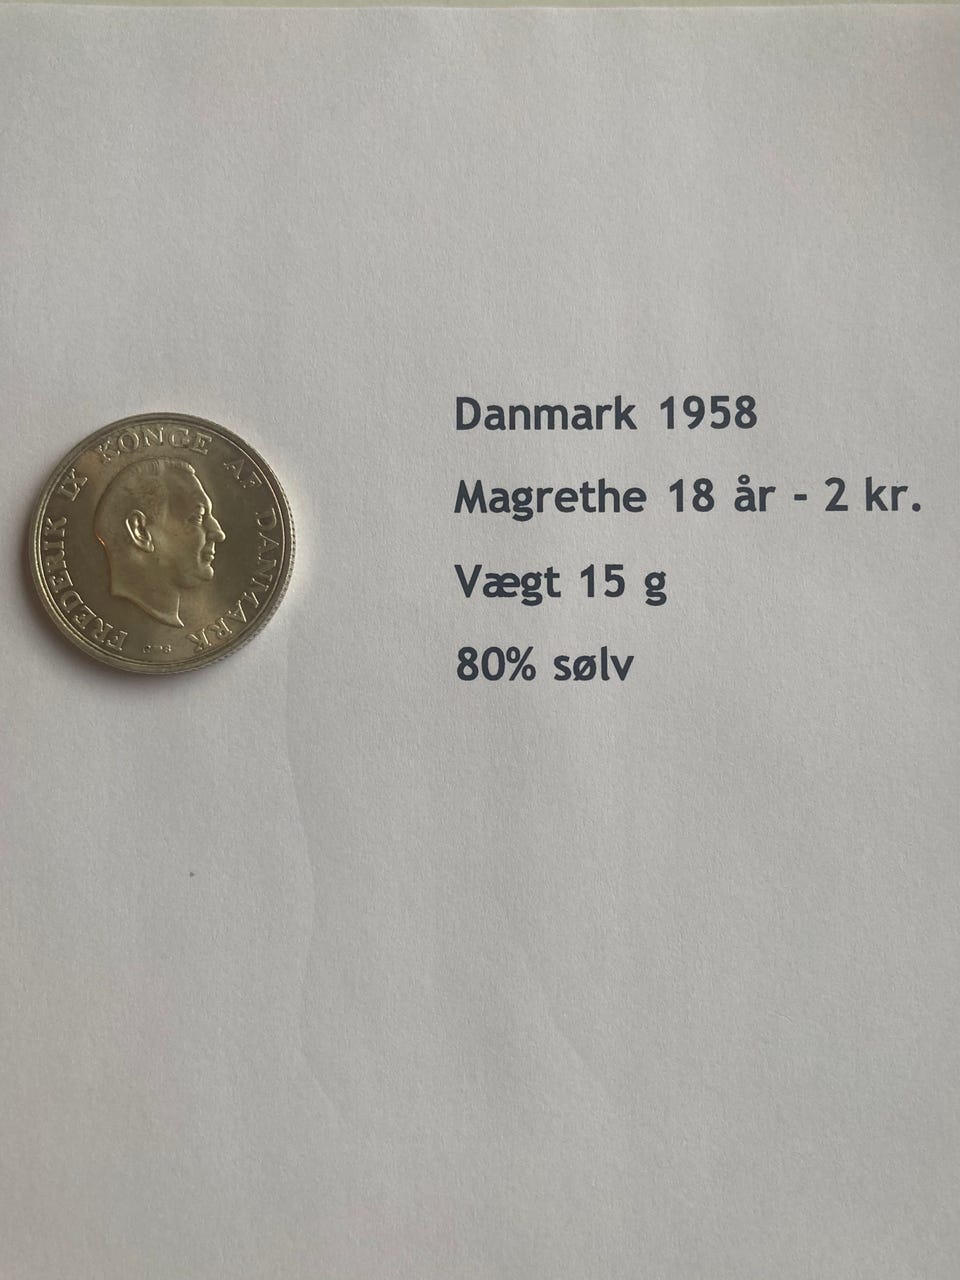 FREDERIK IX KONGE AF DANMARK
Danmark 1958
Magrethe 18 år - 2 kr.
Vægt 15 g
80% sølv